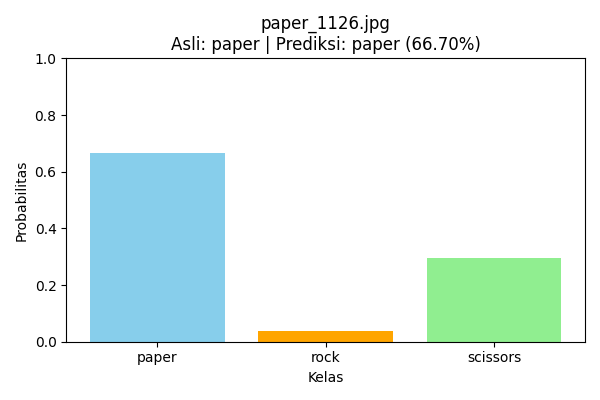 paper_1126.jpg
Asli: paper | Prediksi: paper (66.70%)
1.0
0.8
0.6
0.4
0.2
0.0
Probabilitas
paper
rock
scissors
Kelas